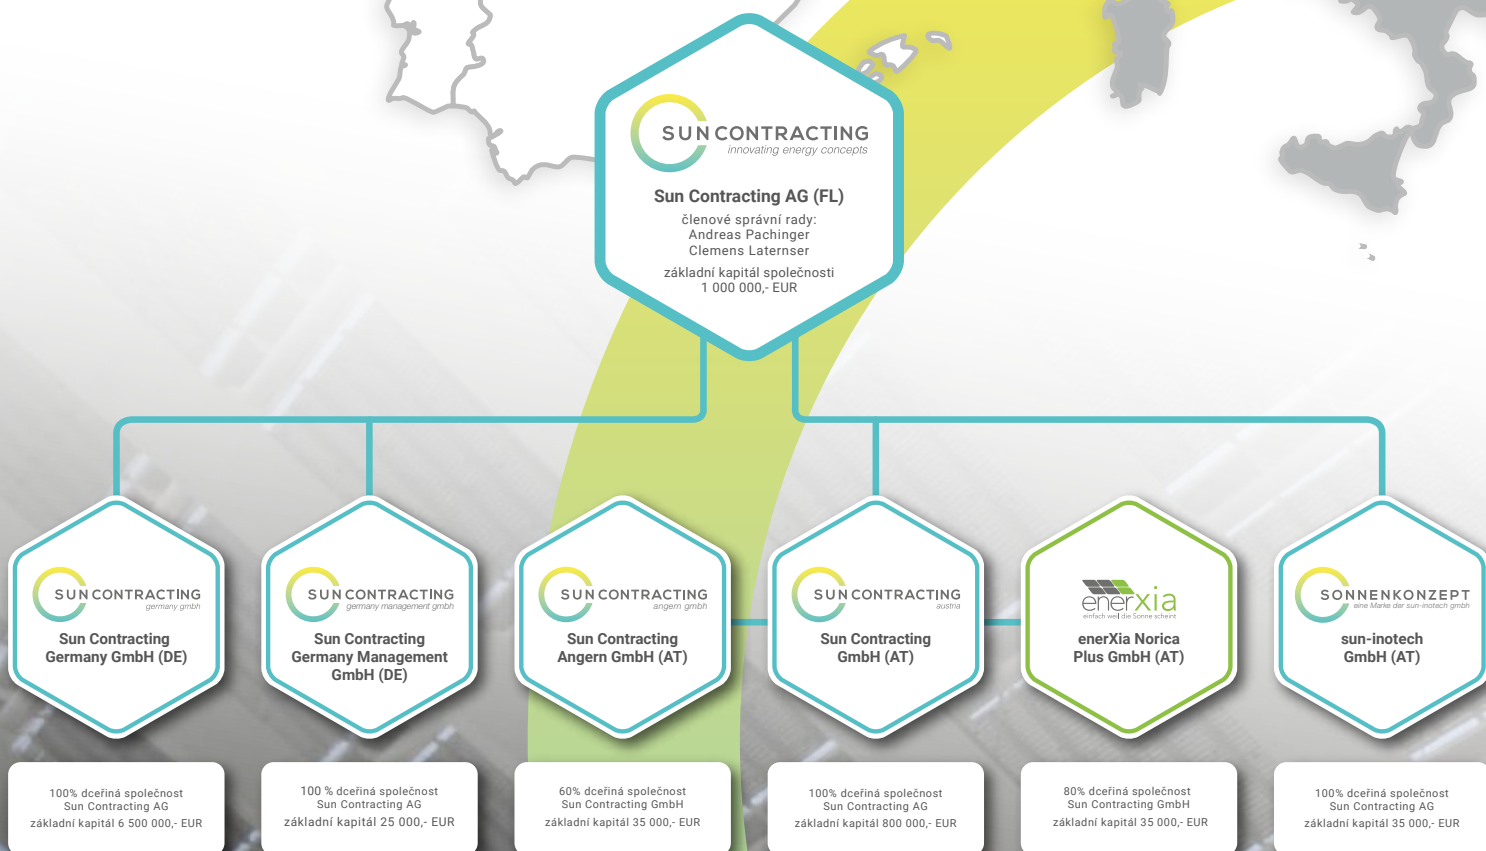 SUN CONTRACTING
innovating energy concepts
Sun Contracting AG (FL)
členové správní rady:
Andreas Pachinger
Clemens Laternser
základní kapitál společnosti
1 000 000,- EUR
SUN CONTRACTING
germany gmbh
Sun Contracting
Germany GmbH (DE)
SUN CONTRACTING
germany management gmbh
Sun Contracting
Germany Management
GmbH (DE)
SUN CONTRACTING
angern gmbh
Sun Contracting
Angern GmbH (AT)
SUN CONTRACTING
austria
Sun Contracting
GmbH (AT)
enerxia
einfach weil die Sonne scheint
enerXia Norica
Plus GmbH (AT)
SONNENKONZEPT
eine Marke der sun-inotech gmbh
sun-inotech
GmbH (AT)
100% dceřiná společnost
Sun Contracting AG
základní kapitál 6 500 000,- EUR
100 % dceřiná společnost
Sun Contracting AG
základní kapitál 25 000,- EUR
60% dceřiná společnost
Sun Contracting GmbH
základní kapitál 35 000,- EUR
100% dceřiná společnost
Sun Contracting AG
základní kapitál 800 000,- EUR
80% dceřiná společnost
Sun Contracting GmbH
základní kapitál 35 000,- EUR
100% dceřiná společnost
Sun Contracting AG
základní kapitál 35 000,- EUR